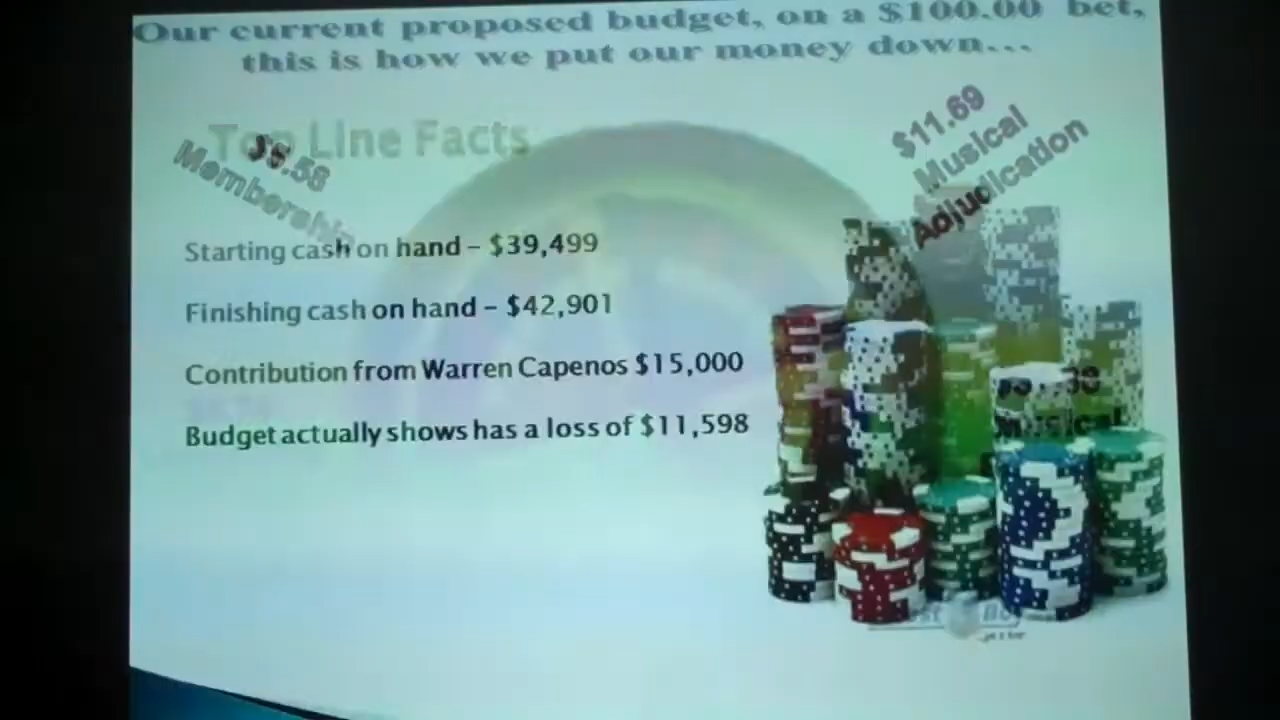 Our current proposed budget, on a $100.00 bet,
this is how we put our money down...
Top Line Facts
Membership
$11.69
Musical
Adjudication
Starting cash on hand – $39,499
Finishing cash on hand – $42,901
Contribution from Warren Capenos $15,000
Budget actually shows has a loss of $11,598
Musical